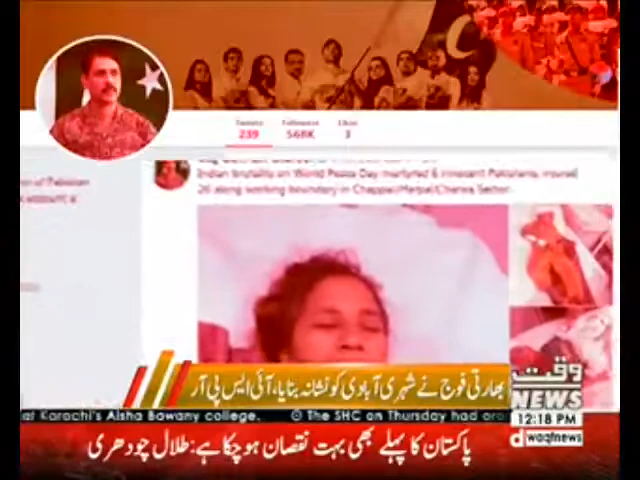 Tweets Followers Likes
239 568K 3
Indian brutality on World Peace Day martyred 6 innocent Pakistanis, injured
26 along working boundary in Chappar/Harpal/Charwa Sector.
of Pakistan
بھارتی فوج نے شہری آبادی کو نشانہ بنایا، آئی ایس پی آر
وقت
NEWS
at Karachi's Aisha Bawany college. The SHC on Thursday had
12:18 PM
waqtnews
پاکستان کا پہلے بھی بہت نقصان ہو چکا ہے: طلال چودھری